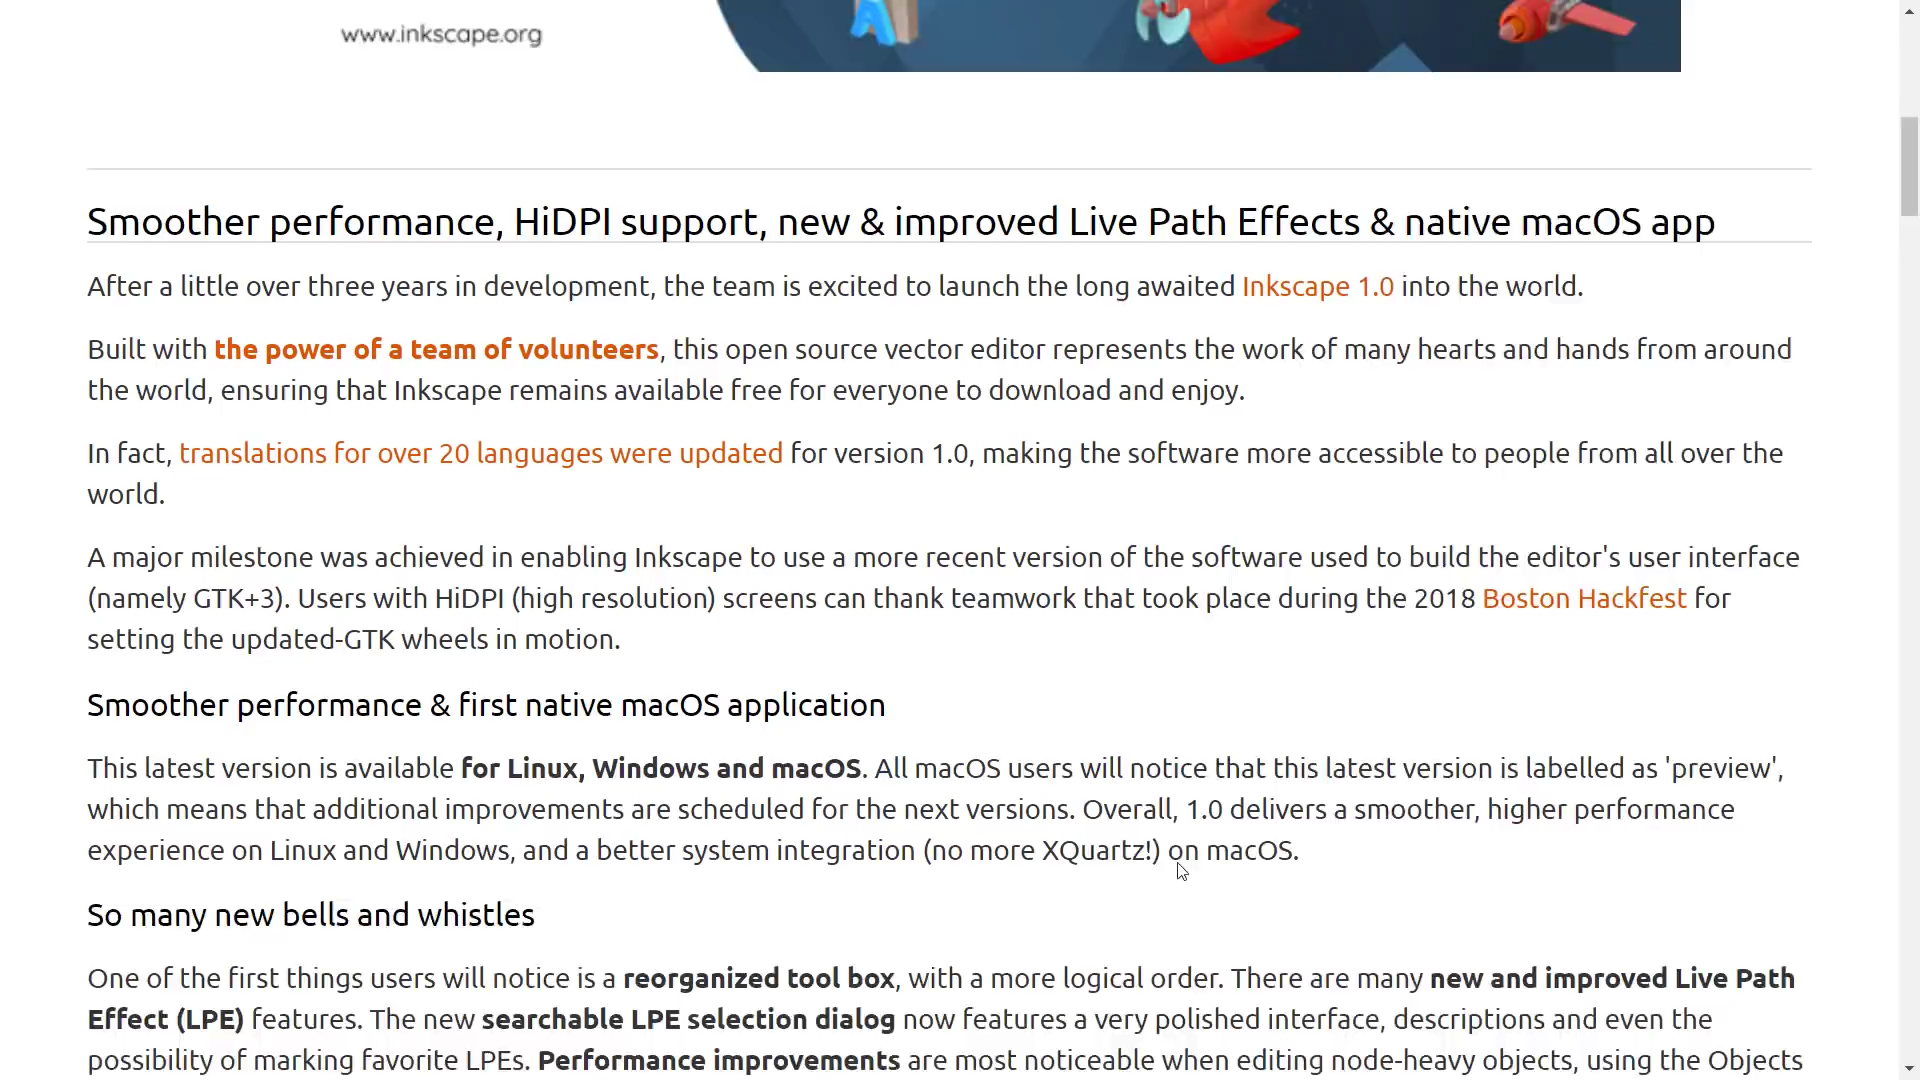 www.inkscape.org
Smoother performance, HiDPI support, new & improved Live Path Effects & native macOS app
After a little over three years in development, the team is excited to launch the long awaited Inkscape 1.0 into the world.
Built with the power of a team of volunteers, this open source vector editor represents the work of many hearts and hands from around
the world, ensuring that Inkscape remains available free for everyone to download and enjoy.
In fact, translations for over 20 languages were updated for version 1.0, making the software more accessible to people from all over the
world.
A major milestone was achieved in enabling Inkscape to use a more recent version of the software used to build the editor's user interface
(namely GTK+3). Users with HiDPI (high resolution) screens can thank teamwork that took place during the 2018 Boston Hackfest for
setting the updated-GTK wheels in motion.
Smoother performance & first native macOS application
This latest version is available for Linux, Windows and macOS. All macOS users will notice that this latest version is labelled as 'preview',
which means that additional improvements are scheduled for the next versions. Overall, 1.0 delivers a smoother, higher performance
experience on Linux and Windows, and a better system integration (no more XQuartz!) on macOS.
So many new bells and whistles
One of the first things users will notice is a reorganized tool box, with a more logical order. There are many new and improved Live Path
Effect (LPE) features. The new searchable LPE selection dialog now features a very polished interface, descriptions and even the
possibility of marking favorite LPEs. Performance improvements are most noticeable when editing node-heavy objects, using the Objects